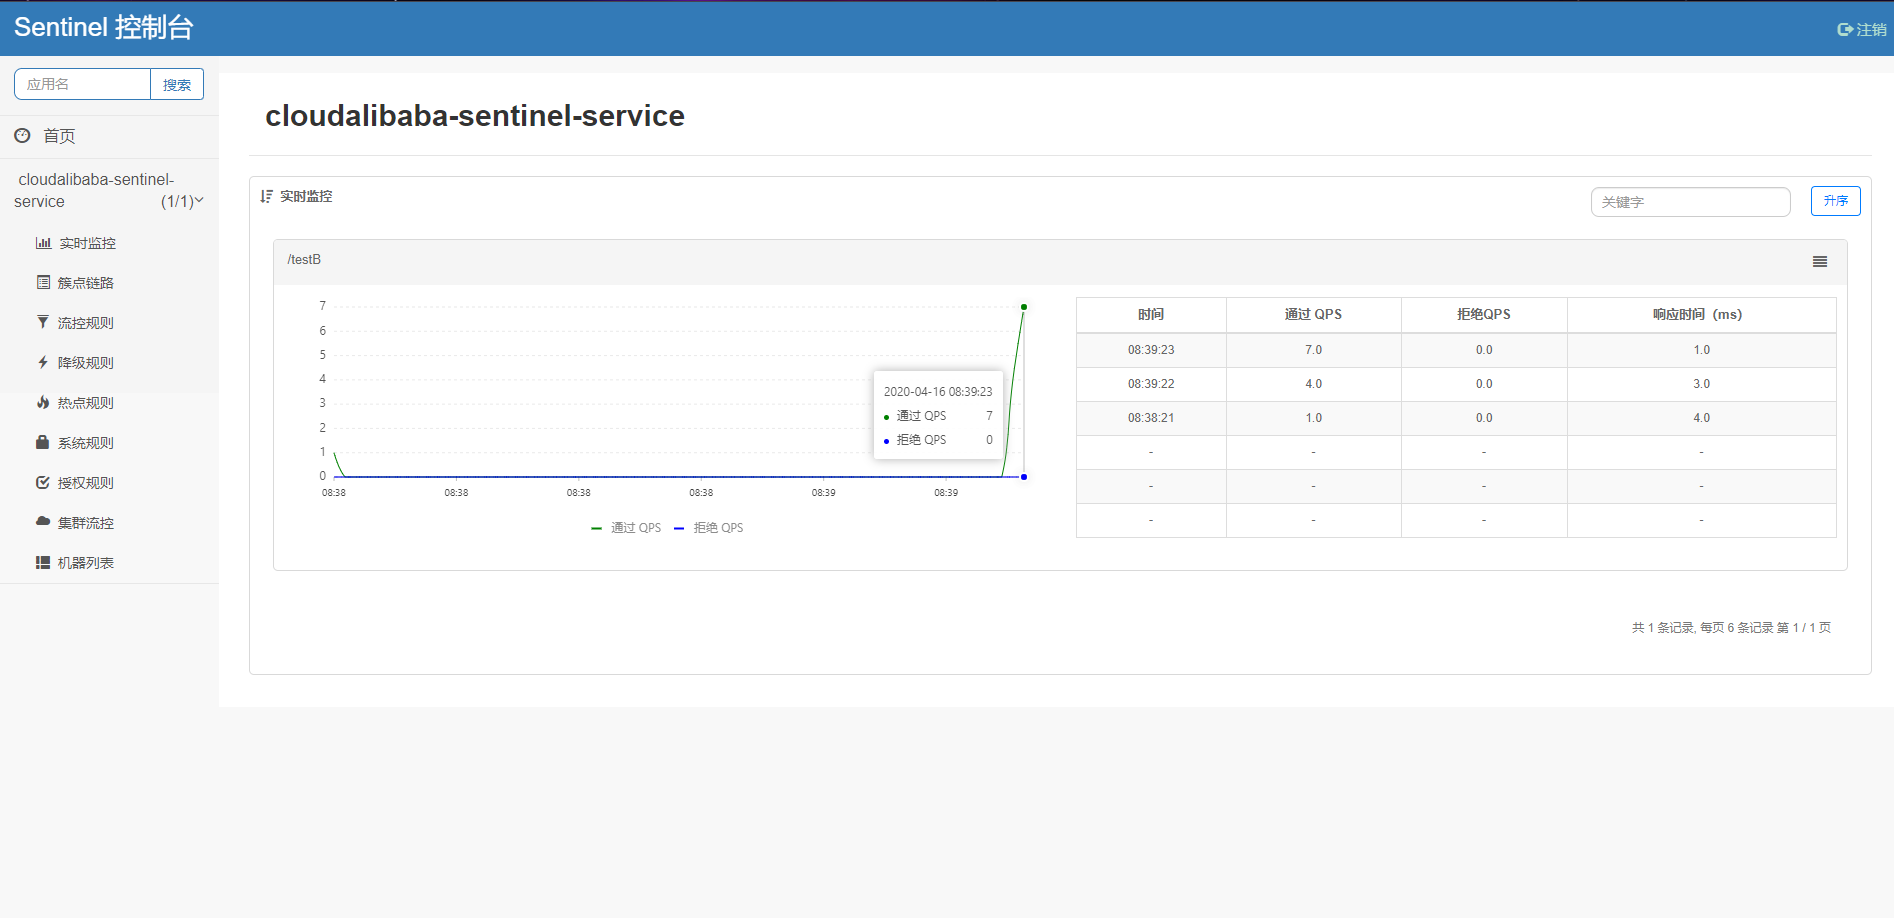 Sentinel 控制台
注销
应用名 搜索
首页
cloudalibaba-sentinel-
service (1/1)
实时监控
簇点链路
流控规则
降级规则
热点规则
系统规则
授权规则
集群流控
机器列表
cloudalibaba-sentinel-service
实时监控 关键字 升序
/testB
7
6
5
4
3
2
1
0
08:38 08:38 08:38 08:38 08:39 08:39
2020-04-16 08:39:23
通过 QPS 7
拒绝 QPS 0
通过 QPS 拒绝 QPS
时间 通过 QPS 拒绝QPS 响应时间（ms）
08:39:23 7.0 0.0 1.0
08:39:22 4.0 0.0 3.0
08:38:21 1.0 0.0 4.0
- - - -
- - - -
- - - -
共 1 条记录, 每页 6 条记录 第 1 / 1 页